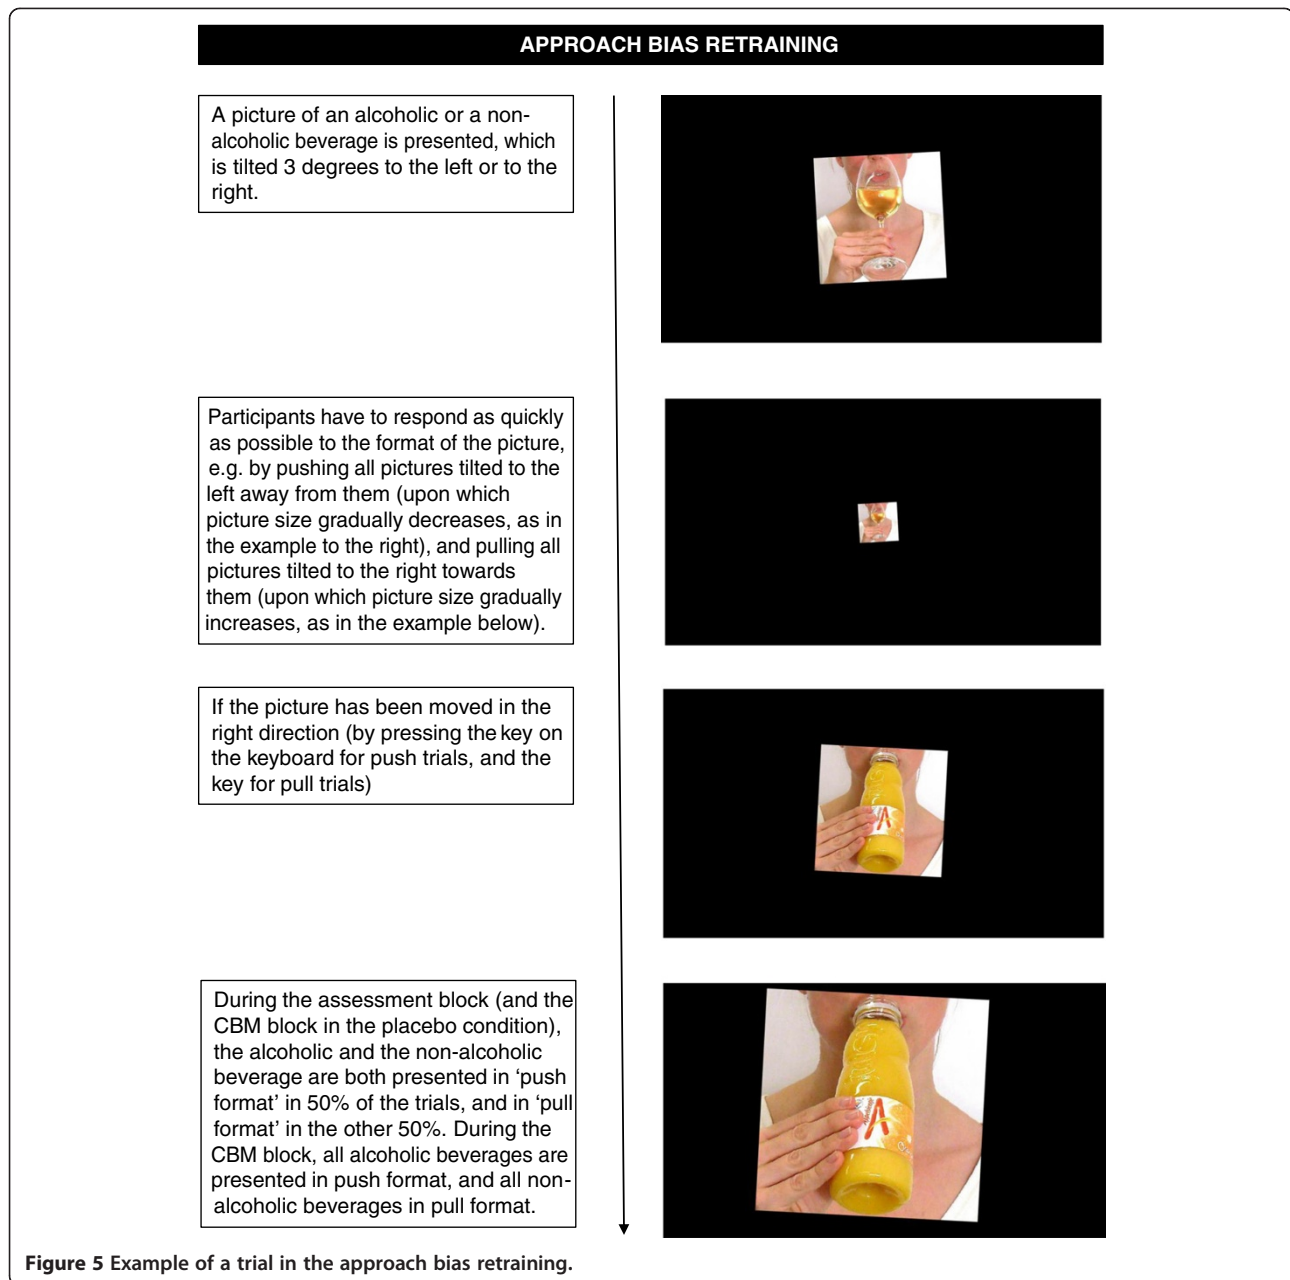 APPROACH BIAS RETRAINING
A picture of an alcoholic or a non-
alcoholic beverage is presented, which
is tilted 3 degrees to the left or to the
right.
Participants have to respond as quickly
as possible to the format of the picture,
e.g. by pushing all pictures tilted to the
left away from them (upon which
picture size gradually decreases, as in
the example to the right), and pulling all
pictures tilted to the right towards
them (upon which picture size gradually
increases, as in the example below).
If the picture has been moved in the
right direction (by pressing the key on
the keyboard for push trials, and the
key for pull trials)
During the assessment block (and the
CBM block in the placebo condition),
the alcoholic and the non-alcoholic
beverage are both presented in ‘push
format’ in 50% of the trials, and in ‘pull
format’ in the other 50%. During the
CBM block, all alcoholic beverages are
presented in push format, and all non-
alcoholic beverages in pull format.
Figure 5 Example of a trial in the approach bias retraining.